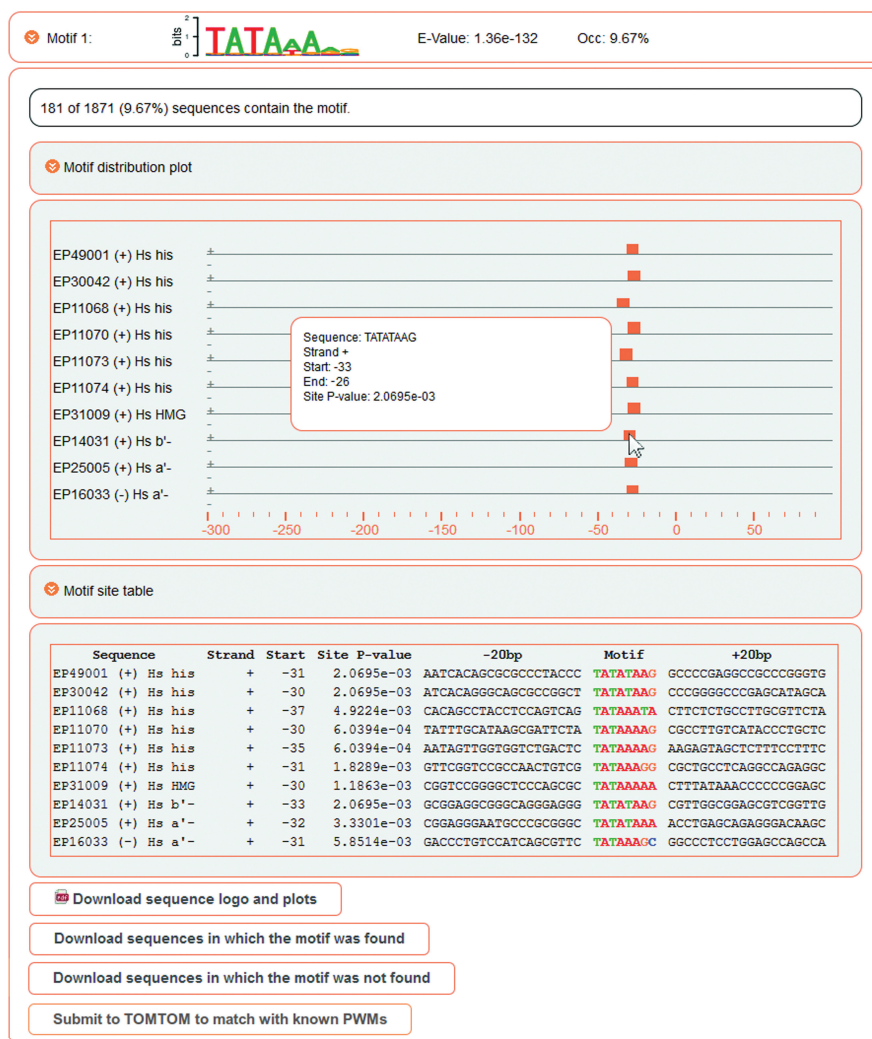 Motif 1:
bits
2
1
0
TATAAA
E-Value: 1.36e-132
Occ: 9.67%
181 of 1871 (9.67%) sequences contain the motif.
Motif distribution plot
EP49001 (+) Hs his
+
-
EP30042 (+) Hs his
+
-
EP11068 (+) Hs his
+
-
EP11070 (+) Hs his
+
-
EP11073 (+) Hs his
+
-
EP11074 (+) Hs his
+
-
EP31009 (+) Hs HMG
+
-
EP14031 (+) Hs b'-
+
-
EP25005 (+) Hs a'-
+
-
EP16033 (-) Hs a'-
+
-
Sequence: TATATAAG
Strand +
Start: -33
End: -26
Site P-value: 2.0695e-03
-300 -250 -200 -150 -100 -50 0 50
Motif site table
Sequence Strand Start Site P-value -20bp Motif +20bp
EP49001 (+) Hs his + -31 2.0695e-03 AATCACAGCGCGCCCTACCC TATATAAG GCCCCGAGGCCGCCCGGGTG
EP30042 (+) Hs his + -30 2.0695e-03 ATCACAGGGCAGCGCCGGCT TATATAAG CCCGGGGCCCGAGCATAGCA
EP11068 (+) Hs his + -37 4.9224e-03 CACAGCCTACCTCCAGTCAG TATAAATA CTTCTCTGCCTTGCGTTCTA
EP11070 (+) Hs his + -30 6.0394e-04 TATTTGCATAAGCGATTCTA TATAAAAG CGCCTTGTCATACCCTGCTC
EP11073 (+) Hs his + -35 6.0394e-04 AATAGTTGGTGGTCTGACTC TATAAAAG AAGAGTAGCTCTTTCCTTTC
EP11074 (+) Hs his + -31 1.8289e-03 GTTCGGTCCGCCAACTGTCG TATAAAGG CGCTGCCTCAGGCCAGAGGC
EP31009 (+) Hs HMG + -30 1.1863e-03 CGGTCCGGGGCTCCCAGCGC TATAAAAA CTTTATAAACCCCCCGGAGC
EP14031 (+) Hs b'- + -33 2.0695e-03 GCGGAGGCGGGCAGGGAGGG TATATAAG CGTTGGCGGAGCGTCGGTTG
EP25005 (+) Hs a'- + -32 3.3301e-03 CGGAGGGAATGCCCGCGGGC TATATAAA ACCTGAGCAGAGGGACAAGC
EP16033 (-) Hs a'- + -31 5.8514e-03 GACCCTGTCCATCAGCGTTC TATAAAGC GGCCCTCCTGGAGCCAGCCA
Download sequence logo and plots
Download sequences in which the motif was found
Download sequences in which the motif was not found
Submit to TOMTOM to match with known PWMs